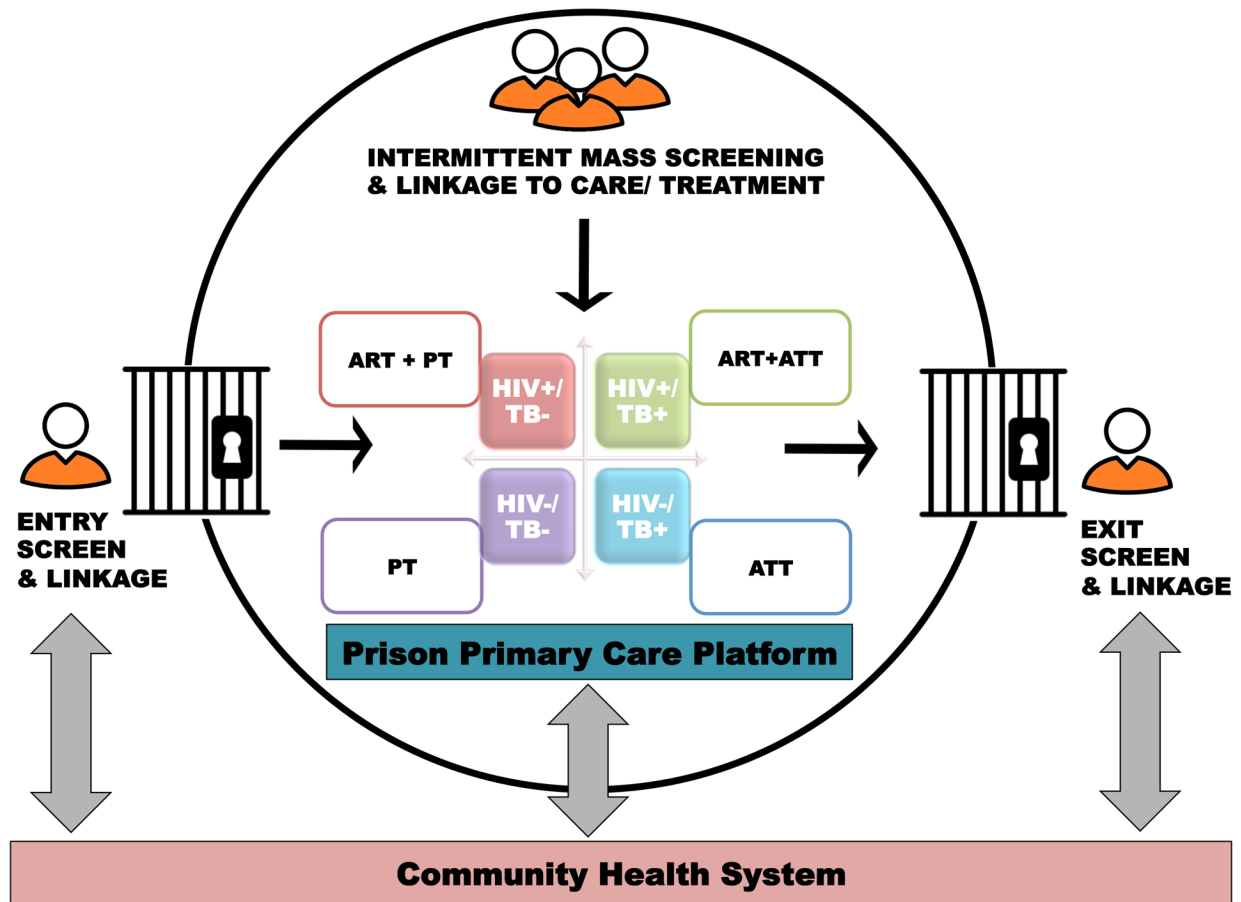 INTERMITTENT MASS SCREENING
& LINKAGE TO CARE/ TREATMENT
ART + PT
HIV+/
TB-
HIV+/
TB+
ART+ATT
ENTRY
SCREEN
& LINKAGE
PT
HIV-/
TB-
HIV-/
TB+
ATT
EXIT
SCREEN
& LINKAGE
Prison Primary Care Platform
Community Health System